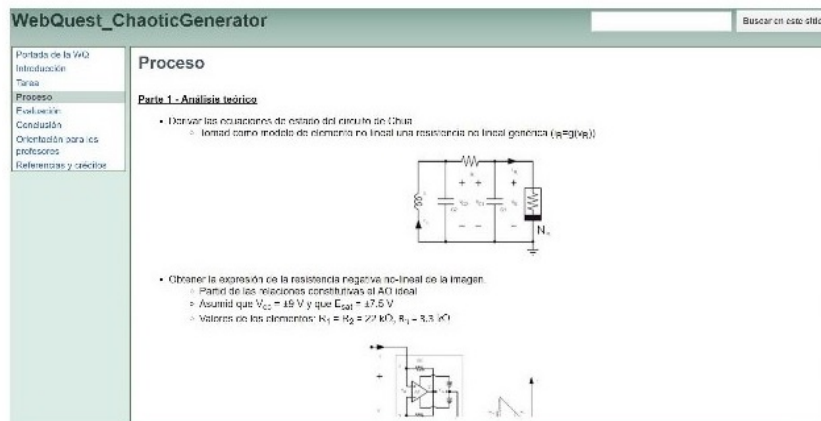 WebQuest_ChaoticGenerator
Buscar en este sitio
Portada de la WQ
Introducción
Tarea
Proceso
Evaluación
Conclusión
Orientación para los
profesores
Referencias y créditos
Proceso
Parte 1 - Análisis teórico
Derivar las ecuaciones de estado del circuito de Chua
Tomad como modelo de elemento no lineal una resistencia no lineal genérica (iR=g(vR))
Obtener la expresión de la resistencia negativa no-lineal de la imagen.
Partid de las relaciones constitutivas al AO ideal
Asumid que Vcc = ±9 V y que Esat = ±7.5 V
Valores de los elementos: R1 = R2 = 22 kΩ, = 3.3 kΩ